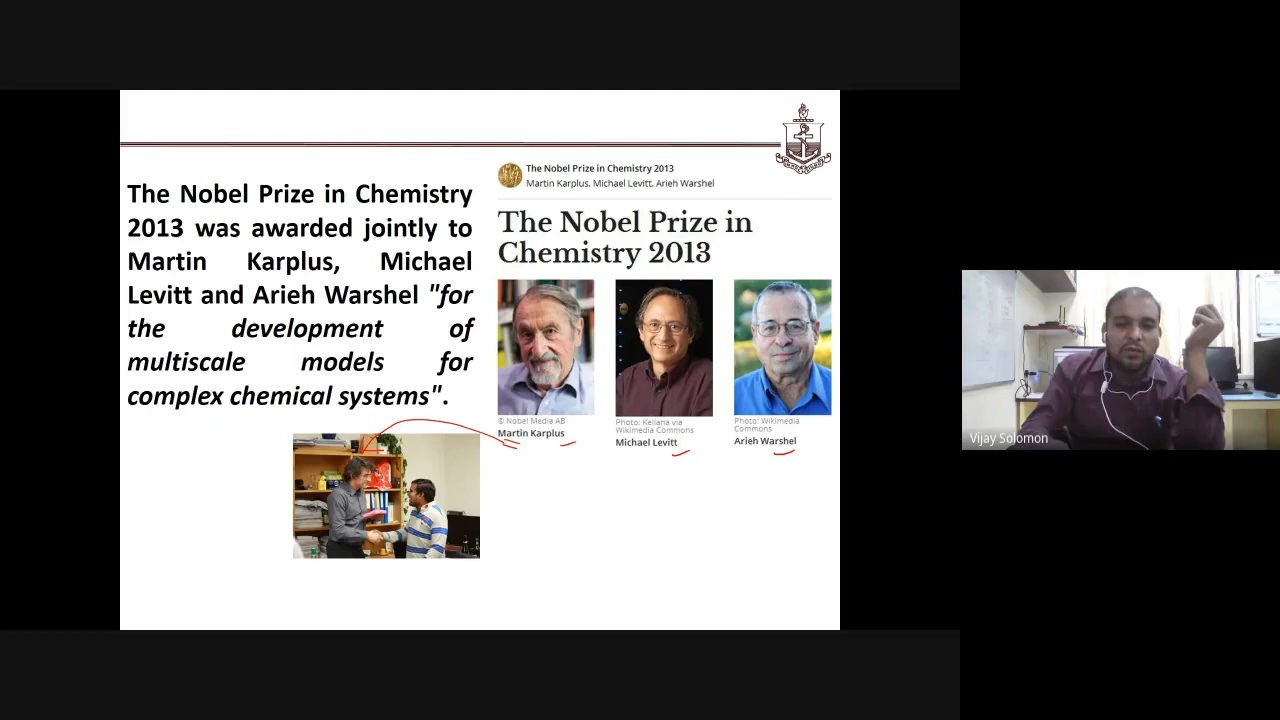 The Nobel Prize in Chemistry
2013 was awarded jointly to
Martin Karplus, Michael
Levitt and Arieh Warshel "for
the development of
multiscale models for
complex chemical systems".
The Nobel Prize in Chemistry 2013
Martin Karplus, Michael Levitt, Arieh Warshel
The Nobel Prize in
Chemistry 2013
© Nobel Media AB
Martin Karplus
Photo: Keilana via
Wikimedia Commons
Michael Levitt
Photo: Wikimedia
Commons
Arieh Warshel
Vijay Solomon